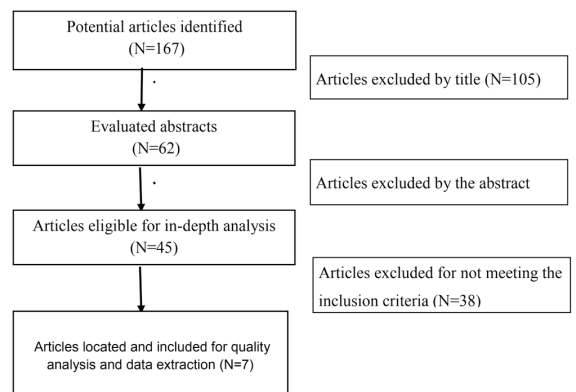 Potential articles identified
(N=167)
Articles excluded by title (N=105)
Evaluated abstracts
(N=62)
Articles excluded by the abstract
Articles eligible for in-depth analysis
(N=45)
Articles excluded for not meeting the
inclusion criteria (N=38)
Articles located and included for quality
analysis and data extraction (N=7)